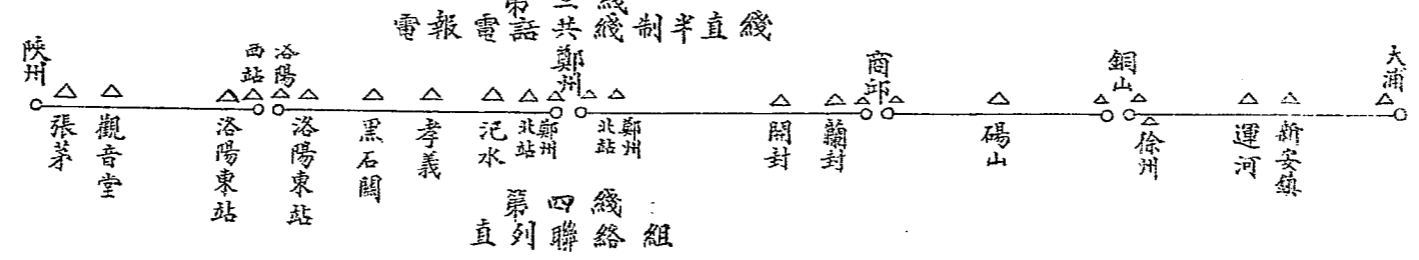 第三綫
電報電話共綫制半直綫
陝州
張茅
觀音堂
洛陽東站
洛陽
西站
洛陽東站
黑石關
孝義
汜水
鄭州
北站
鄭州
鄭州
北站
開封
蘭封
商邱
碭山
銅山
徐州
運河
新安鎮
大浦
第四綫
直列聯絡組